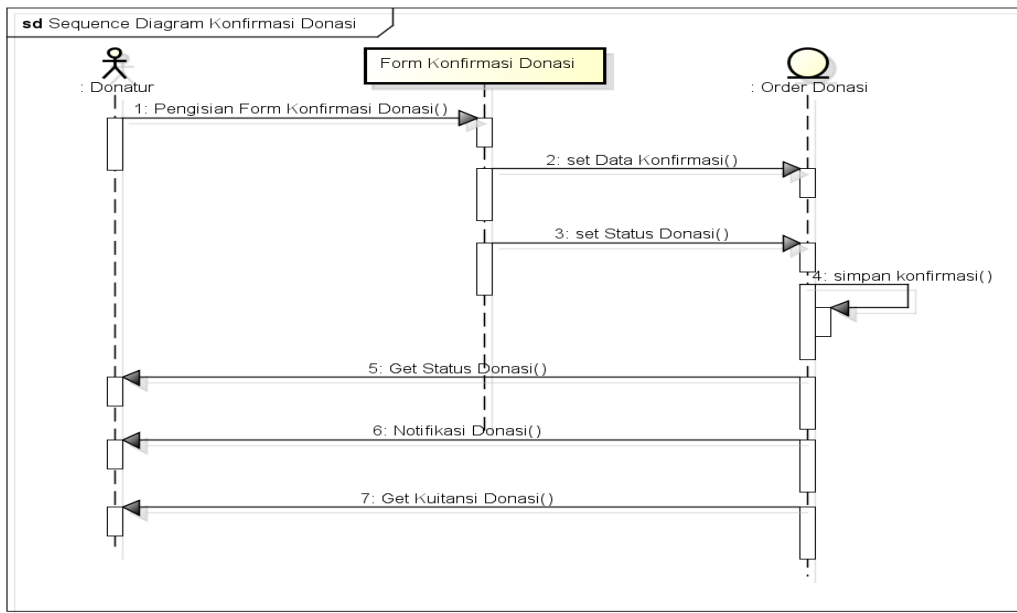 sd Sequence Diagram Konfirmasi Donasi
: Donatur
Form Konfirmasi Donasi
: Order Donasi
1: Pengisian Form Konfirmasi Donasi()
2: set Data Konfirmasi()
3: set Status Donasi()
4: simpan konfirmasi()
5: Get Status Donasi()
6: Notifikasi Donasi()
7: Get Kuitansi Donasi()